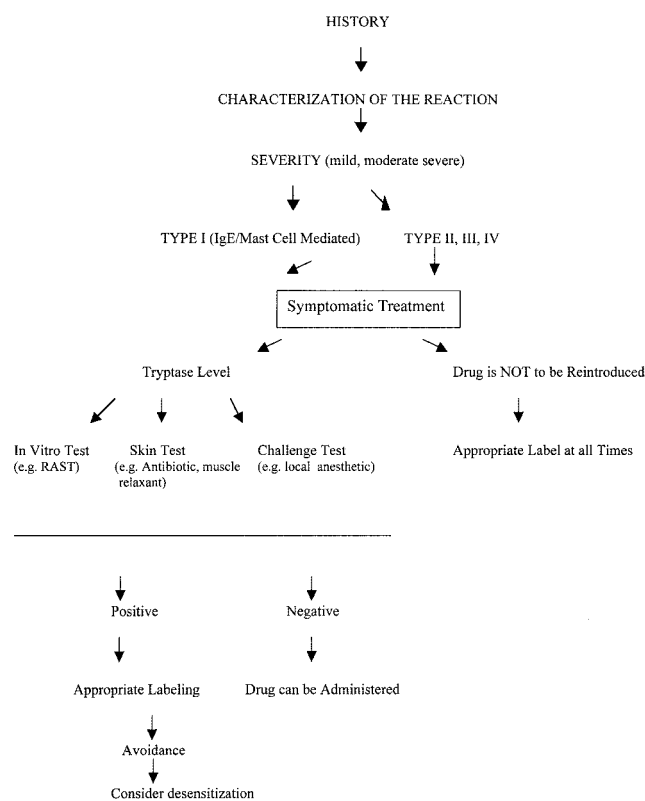 HISTORY
CHARACTERIZATION OF THE REACTION
SEVERITY (mild, moderate severe)
TYPE I (IgE/Mast Cell Mediated)
TYPE II, III, IV
Symptomatic Treatment
Tryptase Level
Drug is NOT to be Reintroduced
In Vitro Test
(e.g. RAST)
Skin Test
(e.g. Antibiotic, muscle
relaxant)
Challenge Test
(e.g. local anesthetic)
Appropriate Label at all Times
Positive
Negative
Appropriate Labeling
Drug can be Administered
Avoidance
Consider desensitization